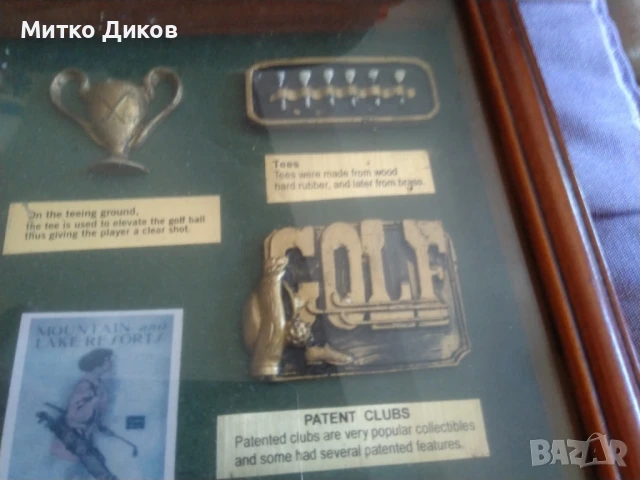 Митко Диков
Tees
Tees were made from wood
hard rubber, and later from brass.
On the teeing ground,
the tee is used to elevate the golf ball
thus giving the player a clear shot.
GOLF
MOUNTAIN and
LAKE RESORTS
PATENT CLUBS
Patented clubs are very popular collectibles
and some had several patented features.
BAZAR